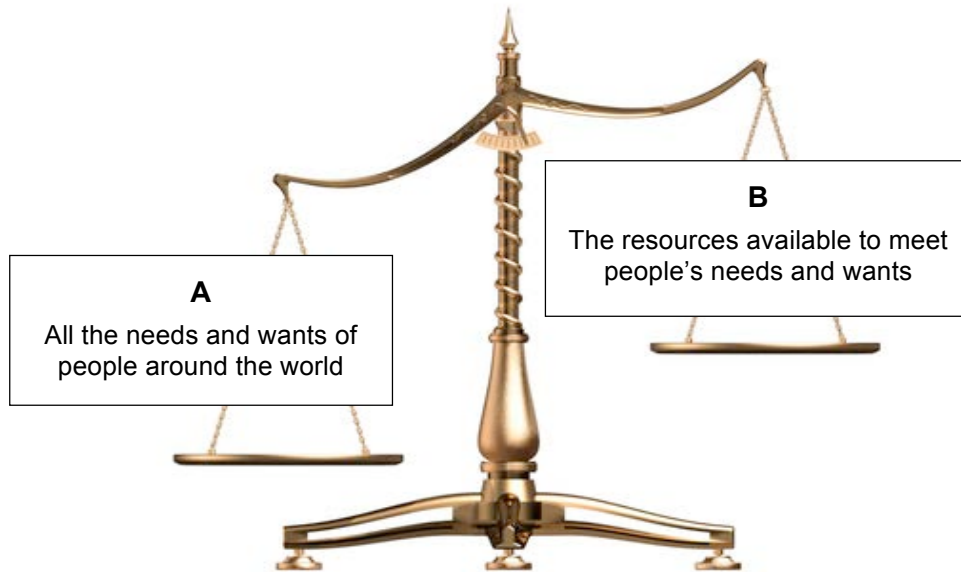 A
All the needs and wants of
people around the world
B
The resources available to meet
people’s needs and wants